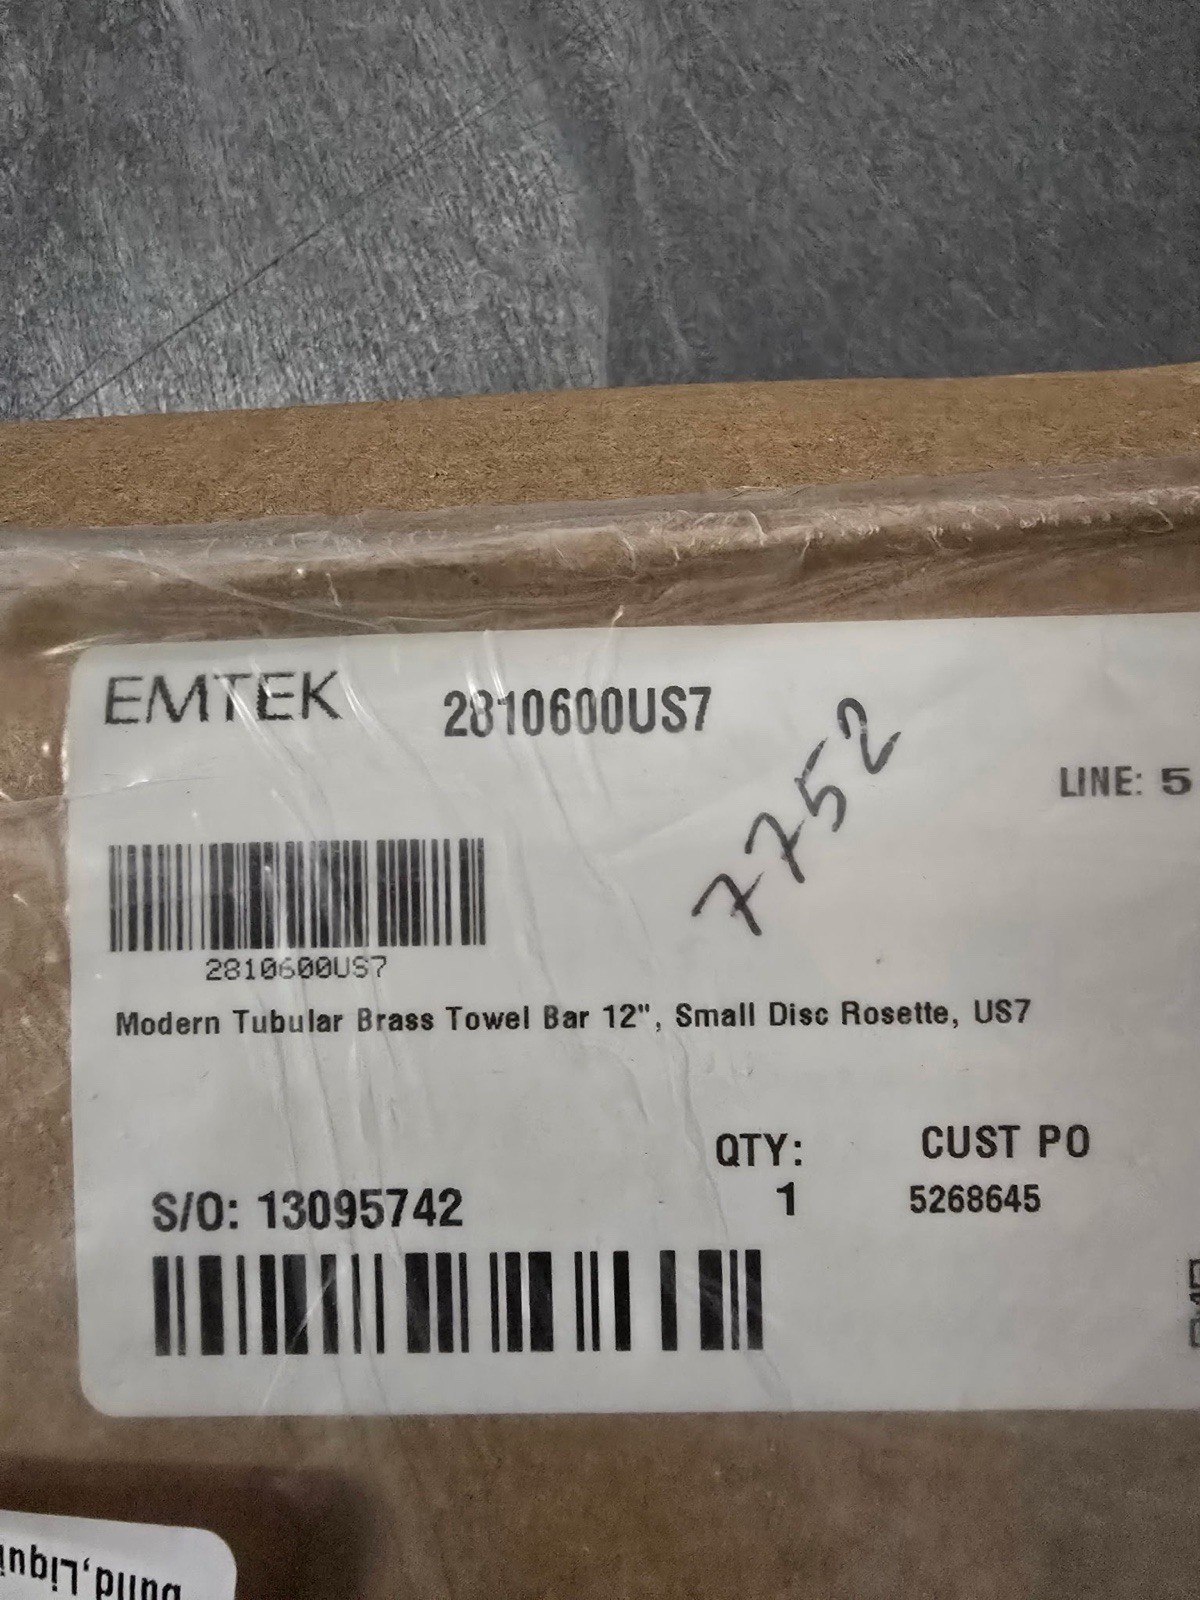 EMTEK 2810600US7
7752
LINE: 5
2810600US7
Modern Tubular Brass Towel Bar 12", Small Disc Rosette, US7
QTY: CUST PO
S/O: 13095742 1 5268645